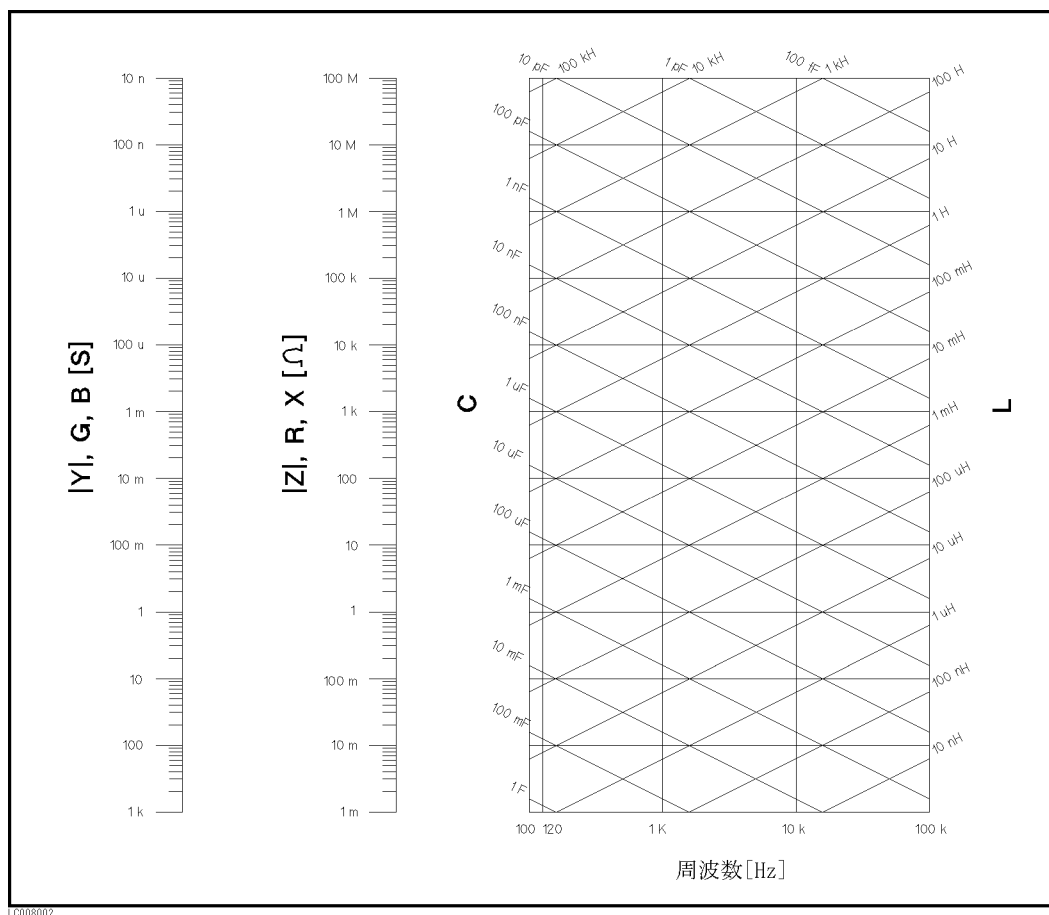 10 pF
100 kH
1 pF
10 kH
100 fF
1 kH
|Y|, G, B [S]
10 n
100 n
1 u
10 u
100 u
1 m
10 m
100 m
1
10
100
1 k
|Z|, R, X [Ω]
100 M
10 M
1 M
100 k
10 k
1 k
100
10
1
100 m
10 m
1 m
C
100 pF
1 nF
10 nF
100 nF
1 uF
10 uF
100 uF
1 mF
10 mF
100 mF
1 F
100 H
10 H
1 H
100 mH
10 mH
1 mH
100 uH
10 uH
1 uH
100 nH
10 nH
L
100 120 1 K 10 k 100 k
周波数[Hz]
LC008002